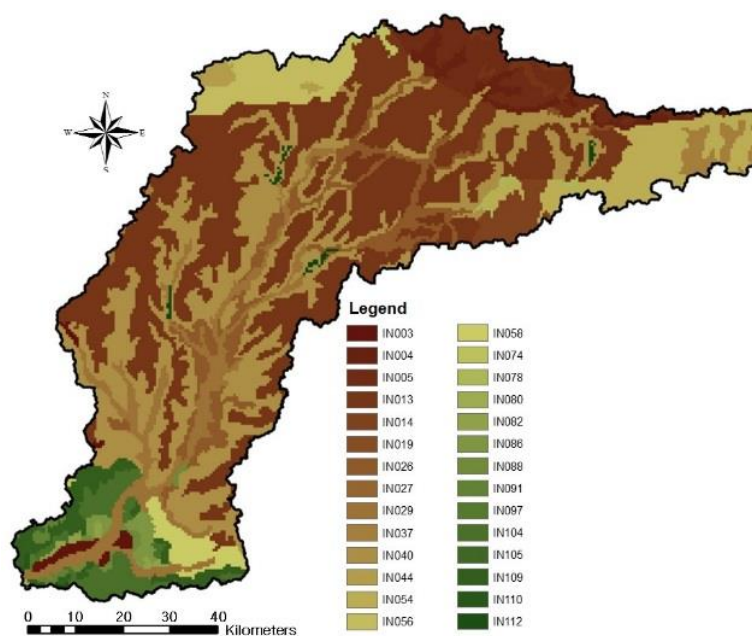 N
W E
S
Legend
IN003 IN058
IN004 IN074
IN005 IN078
IN013 IN080
IN014 IN082
IN019 IN086
IN026 IN088
IN027 IN091
IN029 IN097
IN037 IN104
IN040 IN105
IN044 IN109
IN054 IN110
IN056 IN112
0 5 10 20 30 40
Kilometers